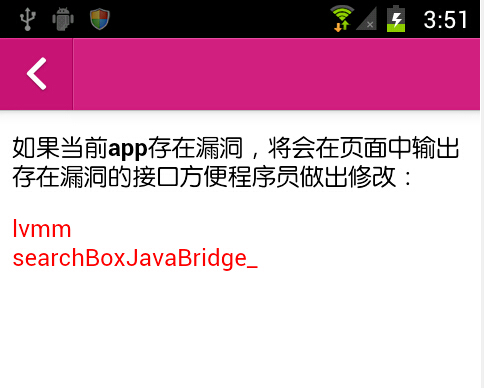 3:51
如果当前app存在漏洞，将会在页面中输出
存在漏洞的接口方便程序员做出修改：
lvmm
searchBoxJavaBridge_